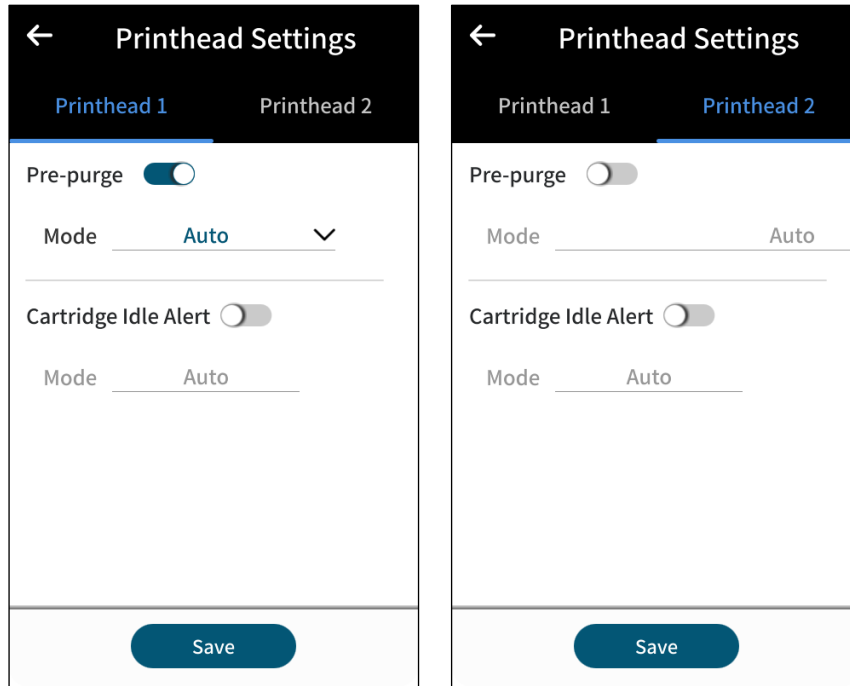 Printhead Settings
Printhead 1 Printhead 2
Pre-purge
Mode Auto
Cartridge Idle Alert
Mode Auto
Save
Printhead Settings
Printhead 1 Printhead 2
Pre-purge
Mode Auto
Cartridge Idle Alert
Mode Auto
Save